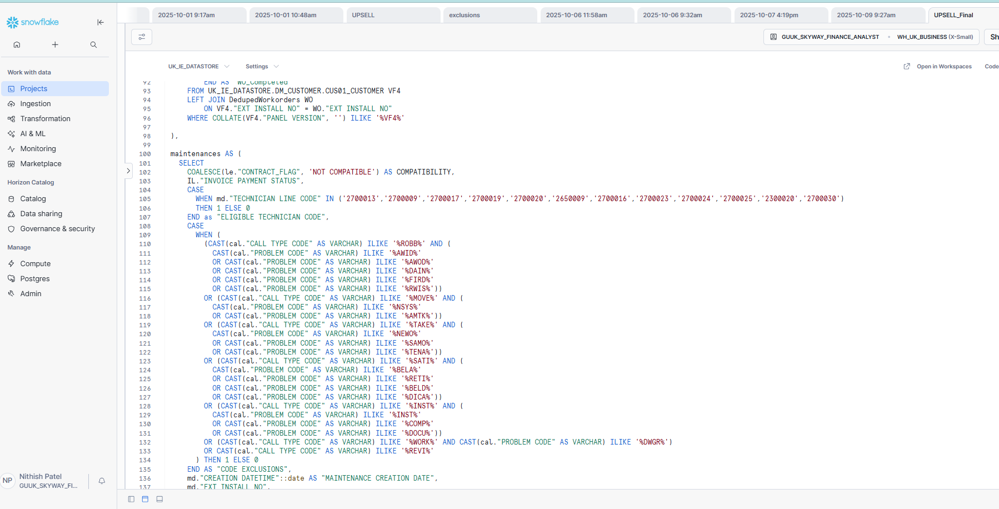 2025-10-01 9:17am
2025-10-01 10:48am
UPSELL
exclusions
2025-10-06 11:58am
2025-10-06 9:32am
2025-10-07 4:19pm
2025-10-09 9:27am
UPSELL_Final
snowflake
GUUK_SKYWAY_FINANCE_ANALYST
WH_UK_BUSINESS (X-Small)
Sh
Work with data
Projects
Ingestion
Transformation
AI & ML
Monitoring
Marketplace
Horizon Catalog
Catalog
Data sharing
Governance & security
Manage
Compute
Postgres
Admin
NP
Nithish Patel
GUUK_SKYWAY_FI...
UK_IE_DATASTORE
Settings
Open in Workspaces
Code
92 END AS "WO_Completed"
93 FROM UK_IE_DATASTORE.DM_CUSTOMER.CUS01_CUSTOMER VF4
94 LEFT JOIN DedupedWorkorders WO
95 ON VF4."EXT INSTALL NO" = WO."EXT INSTALL NO"
96 WHERE COLLATE(VF4."PANEL VERSION", '') ILIKE '%VF4%'
97
98 ),
99
100 maintenances AS (
101 SELECT
102 COALESCE(le."CONTRACT_FLAG", 'NOT COMPATIBLE') AS COMPATIBILITY,
103 IL."INVOICE PAYMENT STATUS",
104 CASE
105 WHEN md."TECHNICIAN LINE CODE" IN ('2700013','2700009','2700017','2700019','2700020','2650009','2700016','2700023','2700024','2700025','2300020','2700030')
106 THEN 1 ELSE 0
107 END as "ELIGIBLE TECHNICIAN CODE",
108 CASE
109 WHEN (
110 (CAST(cal."CALL TYPE CODE" AS VARCHAR) ILIKE '%ROBB%' AND (
111 CAST(cal."PROBLEM CODE" AS VARCHAR) ILIKE '%AWID%'
112 OR CAST(cal."PROBLEM CODE" AS VARCHAR) ILIKE '%AWOD%'
113 OR CAST(cal."PROBLEM CODE" AS VARCHAR) ILIKE '%DAIN%'
114 OR CAST(cal."PROBLEM CODE" AS VARCHAR) ILIKE '%FIRD%'
115 OR CAST(cal."PROBLEM CODE" AS VARCHAR) ILIKE '%RWIS%'))
116 OR (CAST(cal."CALL TYPE CODE" AS VARCHAR) ILIKE '%MOVE%' AND (
117 CAST(cal."PROBLEM CODE" AS VARCHAR) ILIKE '%NSYS%'
118 OR CAST(cal."PROBLEM CODE" AS VARCHAR) ILIKE '%AMTK%'))
119 OR (CAST(cal."CALL TYPE CODE" AS VARCHAR) ILIKE '%TAKE%' AND (
120 CAST(cal."PROBLEM CODE" AS VARCHAR) ILIKE '%NEWO%'
121 OR CAST(cal."PROBLEM CODE" AS VARCHAR) ILIKE '%SAMO%'
122 OR CAST(cal."PROBLEM CODE" AS VARCHAR) ILIKE '%TENA%'))
123 OR (CAST(cal."CALL TYPE CODE" AS VARCHAR) ILIKE '%SATI%' AND (
124 CAST(cal."PROBLEM CODE" AS VARCHAR) ILIKE '%BELA%'
125 OR CAST(cal."PROBLEM CODE" AS VARCHAR) ILIKE '%RETI%'
126 OR CAST(cal."PROBLEM CODE" AS VARCHAR) ILIKE '%BELD%'
127 OR CAST(cal."PROBLEM CODE" AS VARCHAR) ILIKE '%DICA%'))
128 OR (CAST(cal."CALL TYPE CODE" AS VARCHAR) ILIKE '%INST%' AND (
129 CAST(cal."PROBLEM CODE" AS VARCHAR) ILIKE '%INST%'
130 OR CAST(cal."PROBLEM CODE" AS VARCHAR) ILIKE '%COMP%'
131 OR CAST(cal."PROBLEM CODE" AS VARCHAR) ILIKE '%DOCU%'))
132 OR (CAST(cal."CALL TYPE CODE" AS VARCHAR) ILIKE '%WORK%' AND CAST(cal."PROBLEM CODE" AS VARCHAR) ILIKE '%DWGR%')
133 OR CAST(cal."CALL TYPE CODE" AS VARCHAR) ILIKE '%REVI%'
134 ) THEN 1 ELSE 0
135 END AS "CODE EXCLUSIONS",
136 md."CREATION DATETIME"::date AS "MAINTENANCE CREATION DATE",
137 md."EXT INSTALL NO",